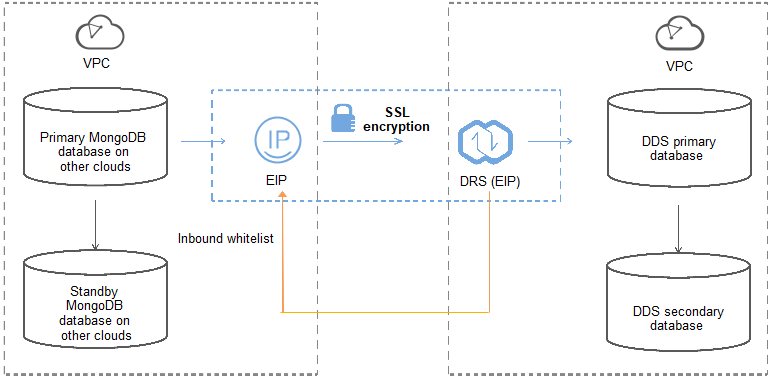 VPC
VPC
Primary MongoDB
database on
other clouds
IP
EIP
SSL
encryption
DRS (EIP)
DDS primary
database
Inbound whitelist
Standby
MongoDB
database on
other clouds
DDS secondary
database